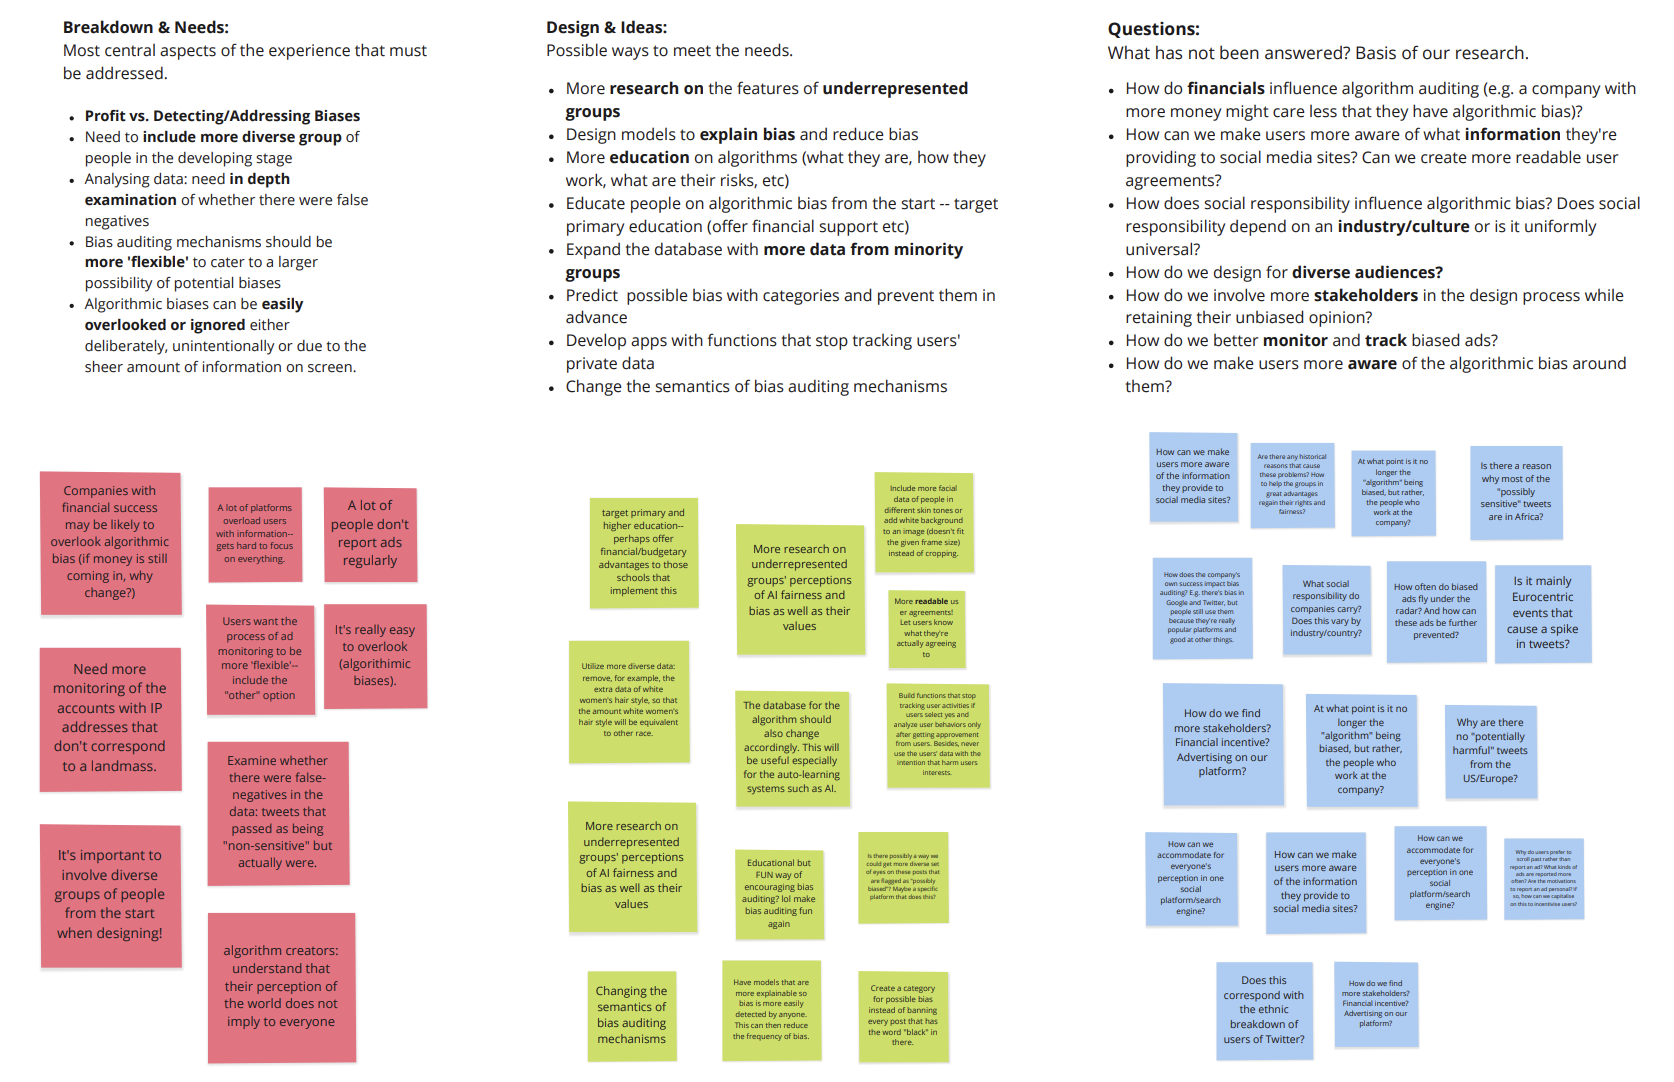 Breakdown & Needs:
Most central aspects of the experience that must
be addressed.
• Profit vs. Detecting/Addressing Biases
• Need to include more diverse group of
people in the developing stage
• Analysing data: need in depth
examination of whether there were false
negatives
• Bias auditing mechanisms should be
more 'flexible' to cater to a larger
possibility of potential biases
• Algorithmic biases can be easily
overlooked or ignored either
deliberately, unintentionally or due to the
sheer amount of information on screen.
Companies with
financial success
may be likely to
overlook algorithmic
bias (if money is still
coming in, why
change?)
A lot of platforms
overload users
with information--
gets hard to focus
on everything.
A lot of
people don't
report ads
regularly
Users want the
process of ad
monitoring to be
more 'flexible'--
include the
"other" option
It's really easy
to overlook
(algorithimic
biases).
Need more
monitoring of the
accounts with IP
addresses that
don't correspond
to a landmass.
Examine whether
there were false-
negatives in the
data: tweets that
passed as being
"non-sensitive" but
actually were.
It's important to
involve diverse
groups of people
from the start
when designing!
algorithm creators:
understand that
their perception of
the world does not
imply to everyone
Design & Ideas:
Possible ways to meet the needs.
• More research on the features of underrepresented
groups
• Design models to explain bias and reduce bias
• More education on algorithms (what they are, how they
work, what are their risks, etc)
• Educate people on algorithmic bias from the start -- target
primary education (offer financial support etc)
• Expand the database with more data from minority
groups
• Predict  possible bias with categories and prevent them in
advance
• Develop apps with functions that stop tracking users'
private data
• Change the semantics of bias auditing mechanisms
target primary and
higher education--
perhaps offer
financial/budgetary
advantages to those
schools that
implement this
More research on
underrepresented
groups' perceptions
of AI fairness and
bias as well as their
values
Include more facial
data of people in
different skin tones or
add white background
to an image (doesn't fit
the given frame size)
instead of cropping.
More readable us
er agreements!
Let users know
what they're
actually agreeing
to
Utilize more diverse data:
remove, for example, the
extra data of white
women's hair style, so that
the amount white women's
hair style will be equivalent
to other race.
The database for the
algorithm should
also change
accordingly. This will
be useful especially
for the auto-learning
systems such as AI.
Build functions that stop
tracking user activities if
users select yes and
analyze user behaviors only
after getting approvement
from users. Besides, never
use the users' data with the
intention that harm users
interests.
More research on
underrepresented
groups' perceptions
of AI fairness and
bias as well as their
values
Educational but
FUN way of
encouraging bias
auditing? lol make
bias auditing fun
again
Is there possibly a way we
could get more diverse set
of eyes on these posts that
are flagged as "possibly
biased"? Maybe a specific
platform that does this?
Changing the
semantics of
bias auditing
mechanisms
Have models that are
more explainable so
bias is more easily
detected by anyone.
This can then reduce
the frequency of bias.
Create a category
for possible bias
instead of banning
every post that has
the word "black" in
there.
Questions:
What has not been answered? Basis of our research.
• How do financials influence algorithm auditing (e.g. a company with
more money might care less that they have algorithmic bias)?
• How can we make users more aware of what information they're
providing to social media sites? Can we create more readable user
agreements?
• How does social responsibility influence algorithmic bias? Does social
responsibility depend on an industry/culture or is it uniformly
universal?
• How do we design for diverse audiences?
• How do we involve more stakeholders in the design process while
retaining their unbiased opinion?
• How do we better monitor and track biased ads?
• How do we make users more aware of the algorithmic bias around
them?
How can we make
users more aware
of the information
they provide to
social media sites?
Are there any historical
reasons that cause
these problems? How
to help the groups in
great advantages
regain their rights and
fairness?
At what point is it no
longer the
"algorithm" being
biased, but rather,
the people who
work at the
company?
Is there a reason
why most of the
"possibly
sensitive" tweets
are in Africa?
How does the company's
own success impact bias
auditing? E.g. there's bias in
Google and Twitter, but
people still use them
because they're really
popular platforms and
good at other things.
What social
responsibility do
companies carry?
Does this vary by
industry/country?
How often do biased
ads fly under the
radar? And how can
these ads be further
prevented?
Is it mainly
Eurocentric
events that
cause a spike
in tweets?
How do we find
more stakeholders?
Financial incentive?
Advertising on our
platform?
At what point is it no
longer the
"algorithm" being
biased, but rather,
the people who
work at the
company?
Why are there
no "potentially
harmful" tweets
from the
US/Europe?
How can we
accommodate for
everyone's
perception in one
social
platform/search
engine?
How can we make
users more aware
of the information
they provide to
social media sites?
How can we
accommodate for
everyone's
perception in one
social
platform/search
engine?
Why do users prefer to
scroll past rather than
report an ad? What kinds of
ads are reported more
often? Are the motivations
to report an ad personal? If
so, how can we capitalise
on this to incentivise users?
Does this
correspond with
the ethnic
breakdown of
users of Twitter?
How do we find
more stakeholders?
Financial incentive?
Advertising on our
platform?